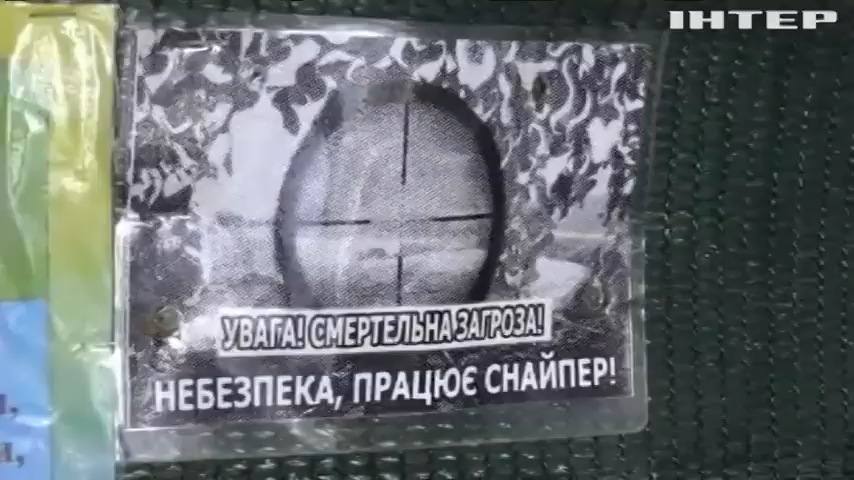 ІНТЕР
УВАГА! СМЕРТЕЛЬНА ЗАГРОЗА!
НЕБЕЗПЕКА, ПРАЦЮЄ СНАЙПЕР!